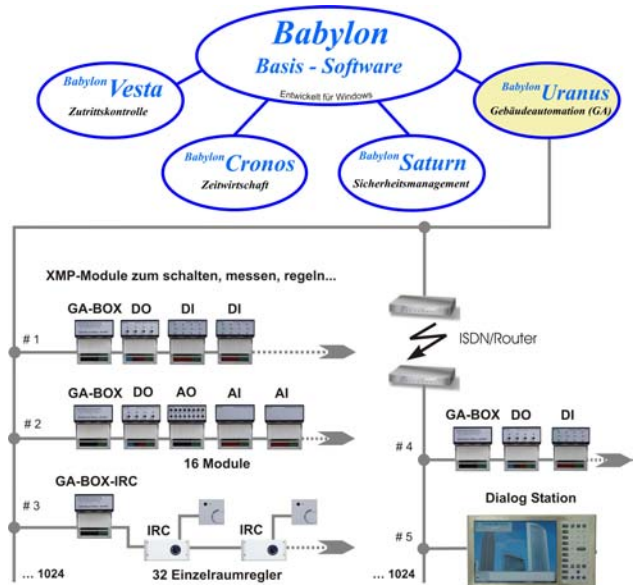 Babylon
Basis - Software
Entwickelt für Windows
Babylon Vesta
Zutrittskontrolle
Babylon Uranus
Gebäudeautomation (GA)
Babylon Cronos
Zeitwirtschaft
Babylon Saturn
Sicherheitsmanagement
XMP-Module zum schalten, messen, regeln...
GA-BOX DO DI DI
# 1
ISDN/Router
GA-BOX DO AO AI AI
# 2
16 Module
GA-BOX DO DI
# 4
GA-BOX-IRC
# 3
IRC IRC
32 Einzelraumregler
... 1024
Dialog Station
# 5
... 1024